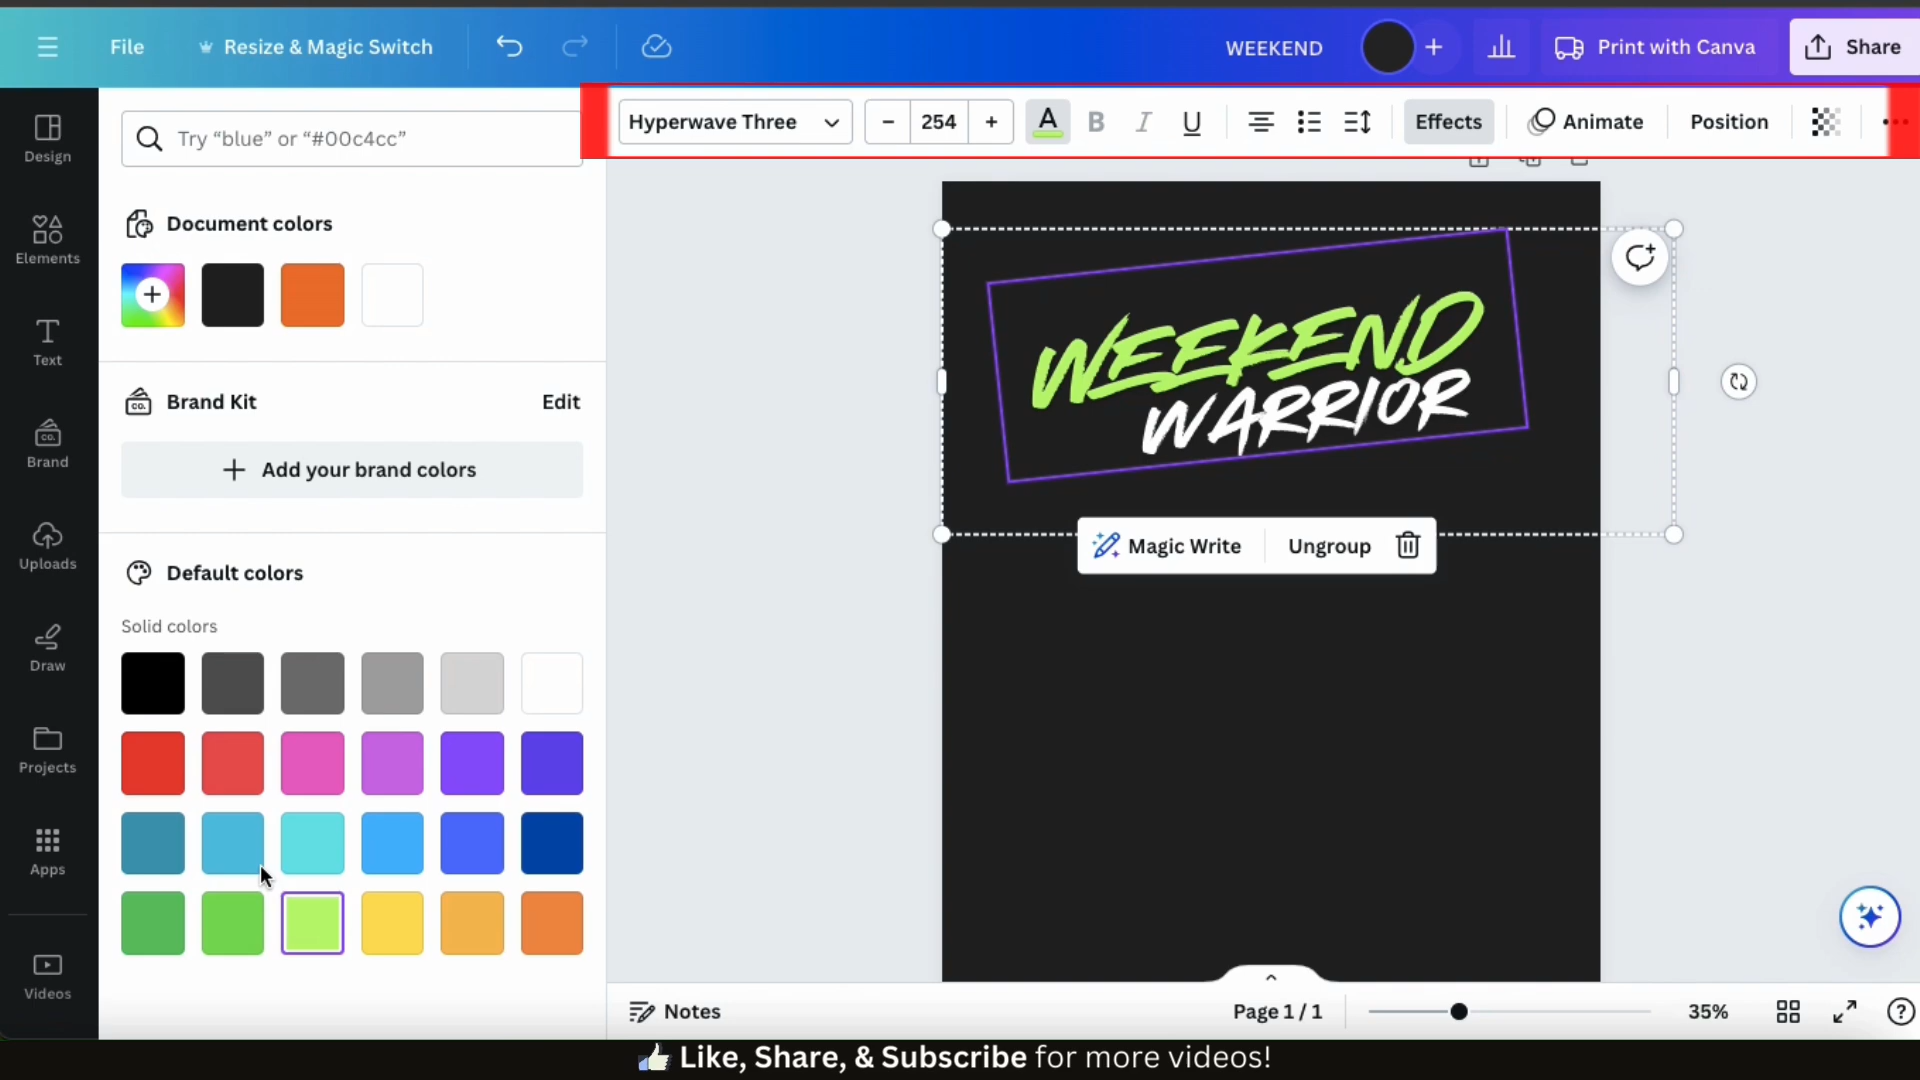 File
Resize & Magic Switch
WEEKEND
Print with Canva
Share
Design
Elements
Text
Brand
CO.
Uploads
Draw
Projects
Apps
Videos
Try “blue” or “#00c4cc”
Document colors
CO.
Brand Kit
Edit
Add your brand colors
Default colors
Solid colors
Hyperwave Three
254
A
B
I
U
Effects
Animate
Position
WEEKEND
WARRIOR
Magic Write
Ungroup
Notes
Page 1 / 1
35%
Like, Share, & Subscribe for more videos!